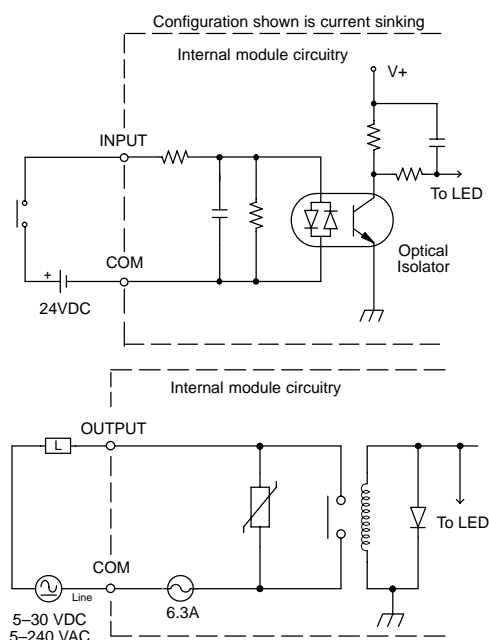 Configuration shown is current sinking
Internal module circuitry
V+
INPUT
To LED
Optical
Isolator
COM
+
24VDC
Internal module circuitry
OUTPUT
L
To LED
COM
Line
6.3A
5–30 VDC
5–240 VAC